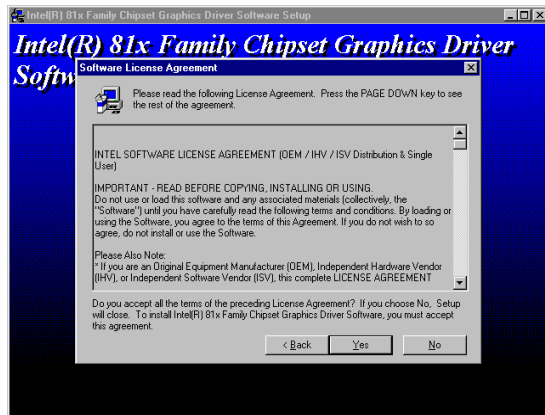 Intel(R) 81x Family Chipset Graphics Driver Software Setup
Intel(R) 81x Family Chipset Graphics Driver
Softw
Software License Agreement
Please read the following License Agreement. Press the PAGE DOWN key to see
the rest of the agreement.
INTEL SOFTWARE LICENSE AGREEMENT (OEM / IHV / ISV Distribution & Single
User)
IMPORTANT - READ BEFORE COPYING, INSTALLING OR USING.
Do not use or load this software and any associated materials (collectively, the
"Software") until you have carefully read the following terms and conditions. By loading or
using the Software, you agree to the terms of this Agreement. If you do not wish to so
agree, do not install or use the Software.
Please Also Note:
* If you are an Original Equipment Manufacturer (OEM), Independent Hardware Vendor
(IHV), or Independent Software Vendor (ISV), this complete LICENSE AGREEMENT
Do you accept all the terms of the preceding License Agreement? If you choose No, Setup
will close. To install Intel(R) 81x Family Chipset Graphics Driver Software, you must accept
this agreement.
< Back Yes No